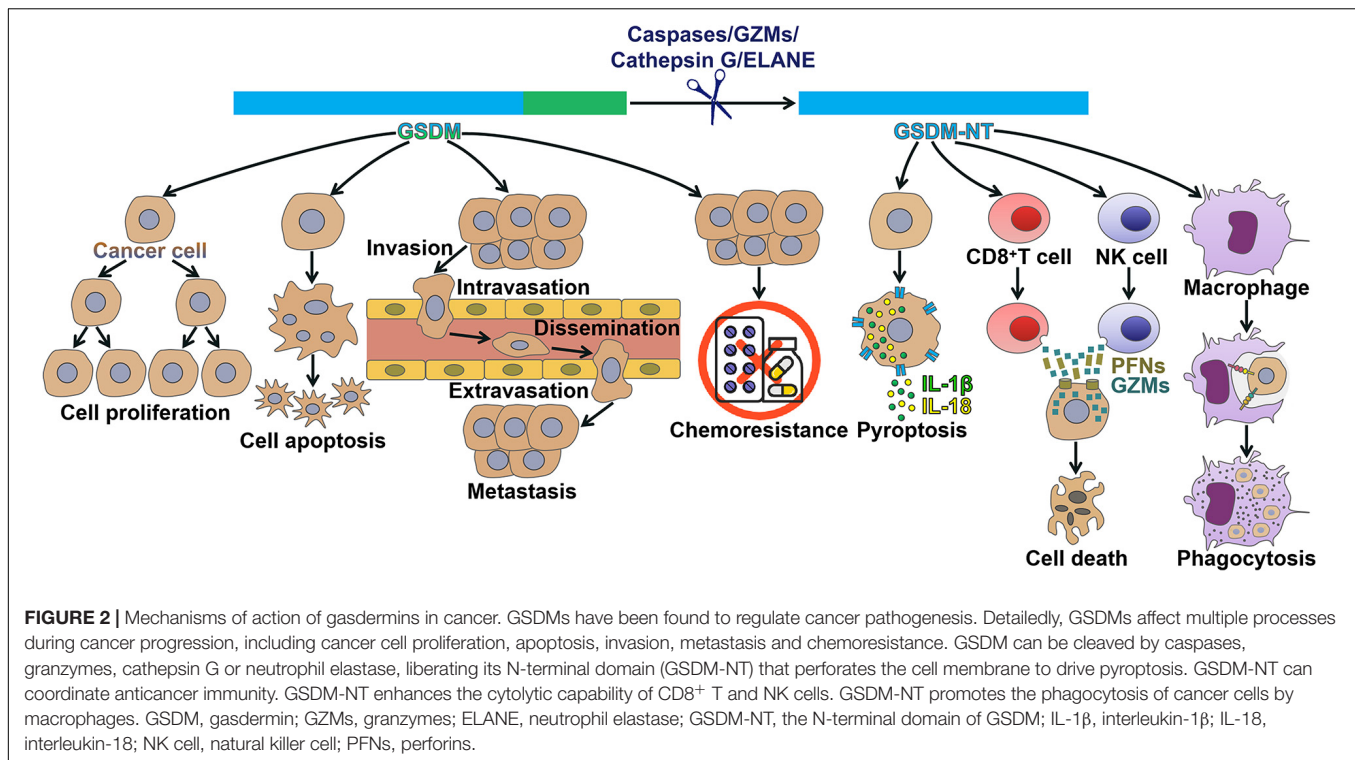 Caspases/GZMs/
Cathepsin G/ELANE
GSDM
GSDM-NT
Cancer cell
Cell proliferation
Cell apoptosis
Invasion
Intravasation
Dissemination
Extravasation
Metastasis
Chemoresistance
IL-1β
IL-18
Pyroptosis
CD8+T cell
NK cell
PFNs
GZMs
Cell death
Macrophage
Phagocytosis
FIGURE 2 | Mechanisms of action of gasdermins in cancer. GSDMs have been found to regulate cancer pathogenesis. Detailedly, GSDMs affect multiple processes
during cancer progression, including cancer cell proliferation, apoptosis, invasion, metastasis and chemoresistance. GSDM can be cleaved by caspases,
granzymes, cathepsin G or neutrophil elastase, liberating its N-terminal domain (GSDM-NT) that perforates the cell membrane to drive pyroptosis. GSDM-NT can
coordinate anticancer immunity. GSDM-NT enhances the cytolytic capability of CD8+ T and NK cells. GSDM-NT promotes the phagocytosis of cancer cells by
macrophages. GSDM, gasdermin; GZMs, granzymes; ELANE, neutrophil elastase; GSDM-NT, the N-terminal domain of GSDM; IL-1β, interleukin-1β; IL-18,
interleukin-18; NK cell, natural killer cell; PFNs, perforins.